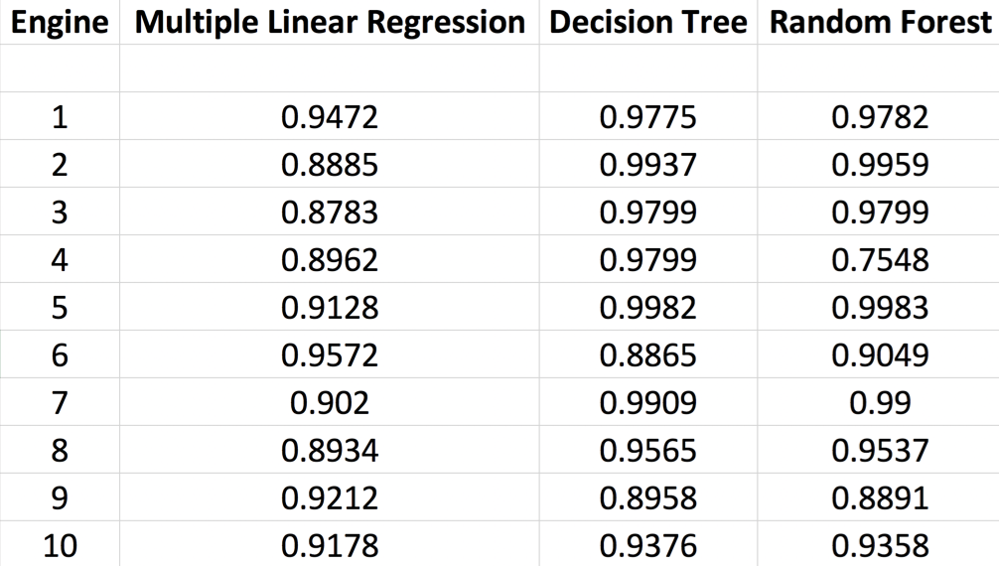 Engine Multiple Linear Regression Decision Tree Random Forest
1 0.9472 0.9775 0.9782
2 0.8885 0.9937 0.9959
3 0.8783 0.9799 0.9799
4 0.8962 0.9799 0.7548
5 0.9128 0.9982 0.9983
6 0.9572 0.8865 0.9049
7 0.902 0.9909 0.99
8 0.8934 0.9565 0.9537
9 0.9212 0.8958 0.8891
10 0.9178 0.9376 0.9358